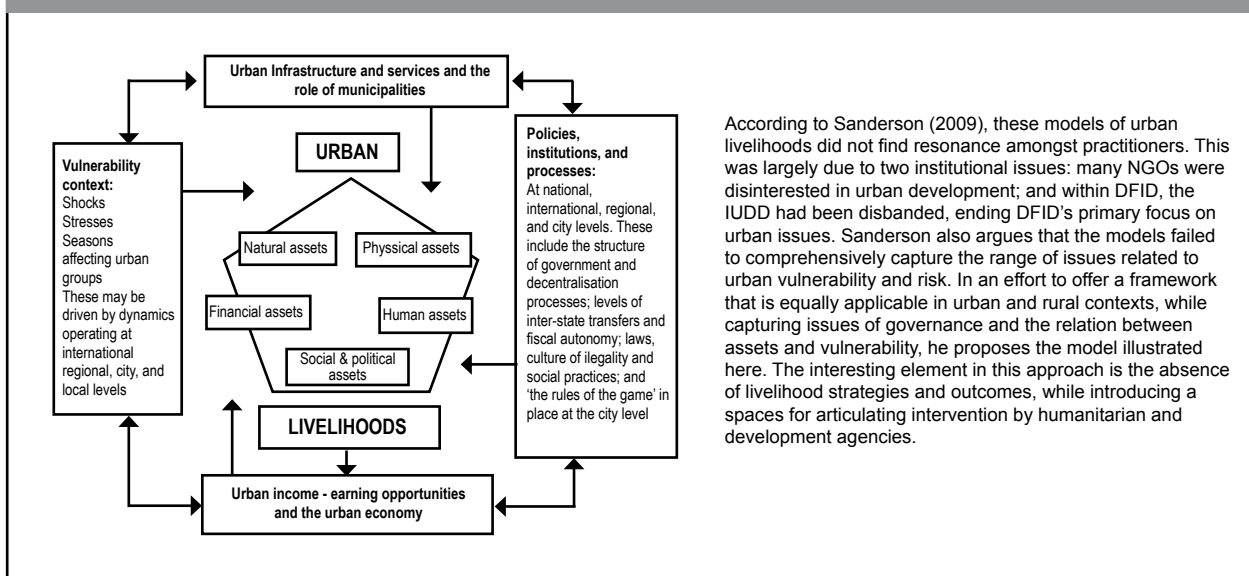 Urban Infrastructure and services and the
role of municipalities
Vulnerability
context:
Shocks
Stresses
Seasons
affecting urban
groups
These may be
driven by dynamics
operating at
international
regional, city, and
local levels
URBAN
Natural assets
Physsical assets
Financial assets
Human assets
Social & political
assets
LIVELIHOODS
Policies,
institutions, and
processes:
At national,
international, regional,
and city levels. These
include the structure
of government and
decentralisation
processes; levels of
inter-state transfers and
fiscal autonomy; laws,
culture of ilegality and
social practices; and
'the rules of the game' in
place at the city level
Urban income - earning opportunities
and the urban economy
According to Sanderson (2009), these models of urban
livelihoods did not find resonance amongst practitioners. This
was largely due to two institutional issues: many NGOs were
disinterested in urban development; and within DFID, the
IUDD had been disbanded, ending DFID's primary focus on
urban issues. Sanderson also argues that the models failed
to comprehensively capture the range of issues related to
urban vulnerability and risk. In an effort to offer a framework
that is equally applicable in urban and rural contexts, while
capturing issues of governance and the relation between
assets and vulnerability, he proposes the model illustrated
here. The interesting element in this approach is the absence
of livelihood strategies and outcomes, while introducing a
spaces for articulating intervention by humanitarian and
development agencies.